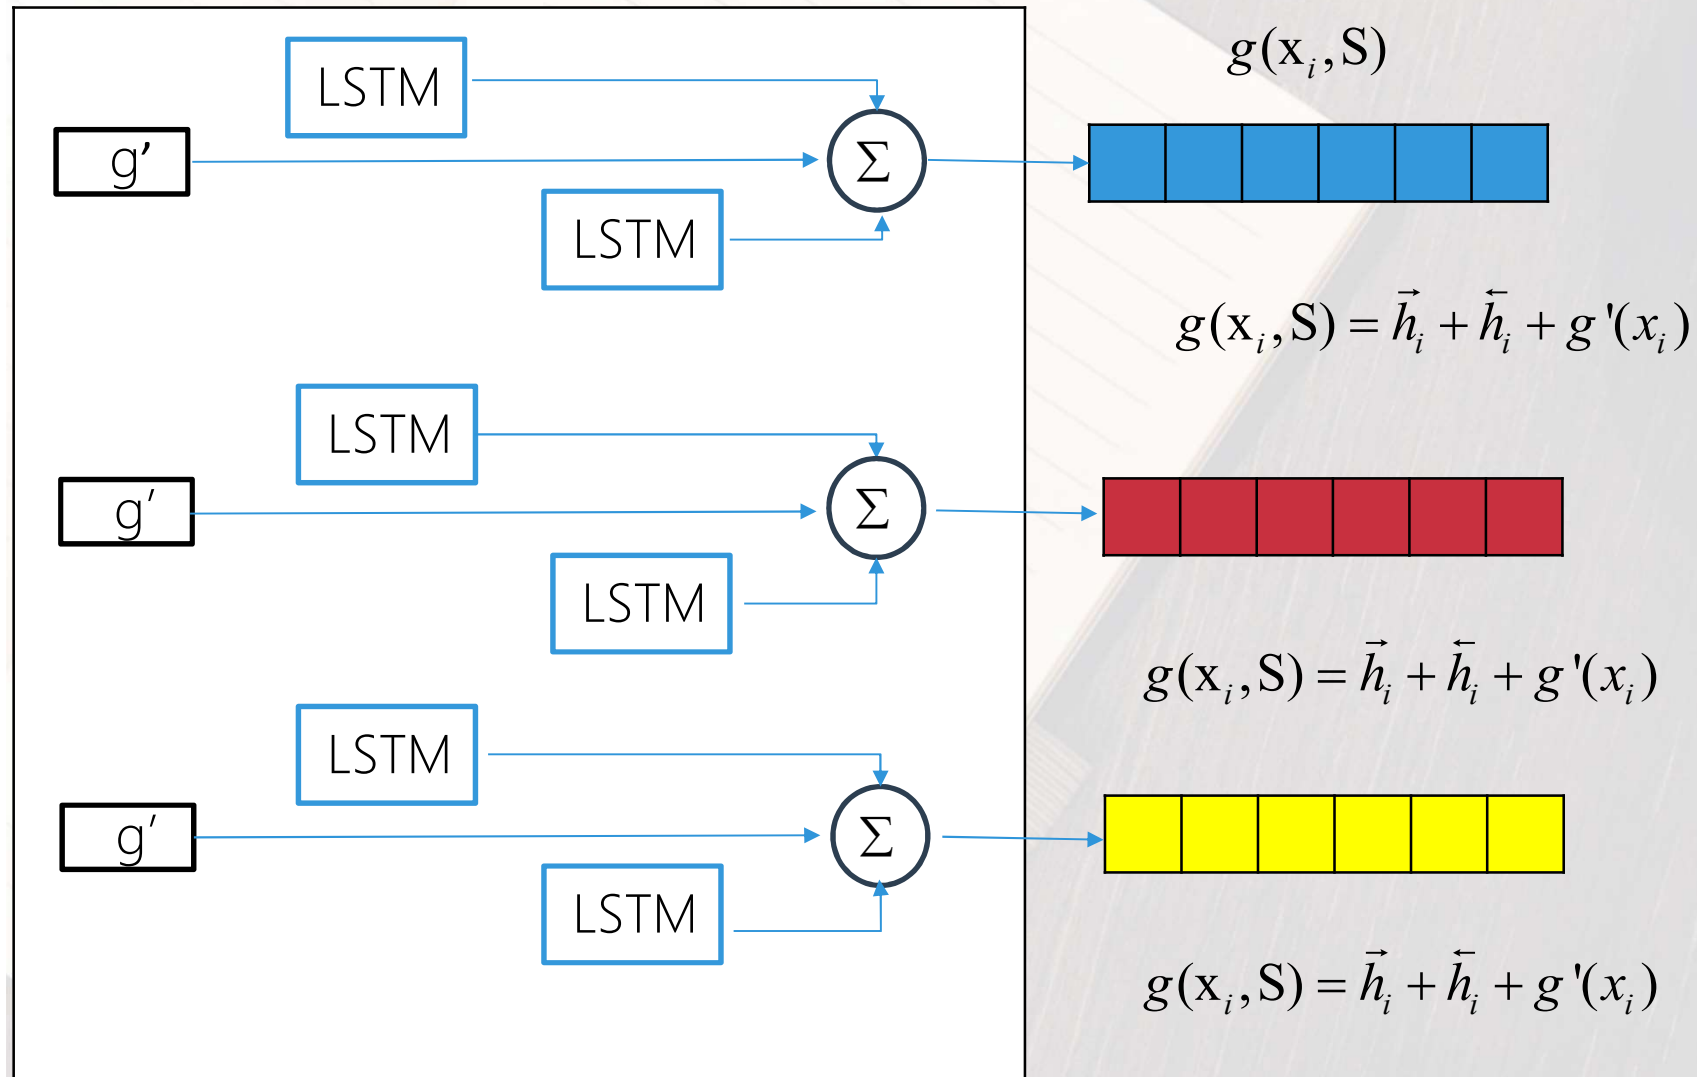 g(xᵢ,S)
LSTM
g’
Σ
LSTM
g(xᵢ,S) = h⃗ᵢ + h⃖ᵢ + g'(xᵢ)
LSTM
g′
Σ
LSTM
g(xᵢ,S) = h⃗ᵢ + h⃖ᵢ + g'(xᵢ)
LSTM
g′
Σ
LSTM
g(xᵢ,S) = h⃗ᵢ + h⃖ᵢ + g'(xᵢ)